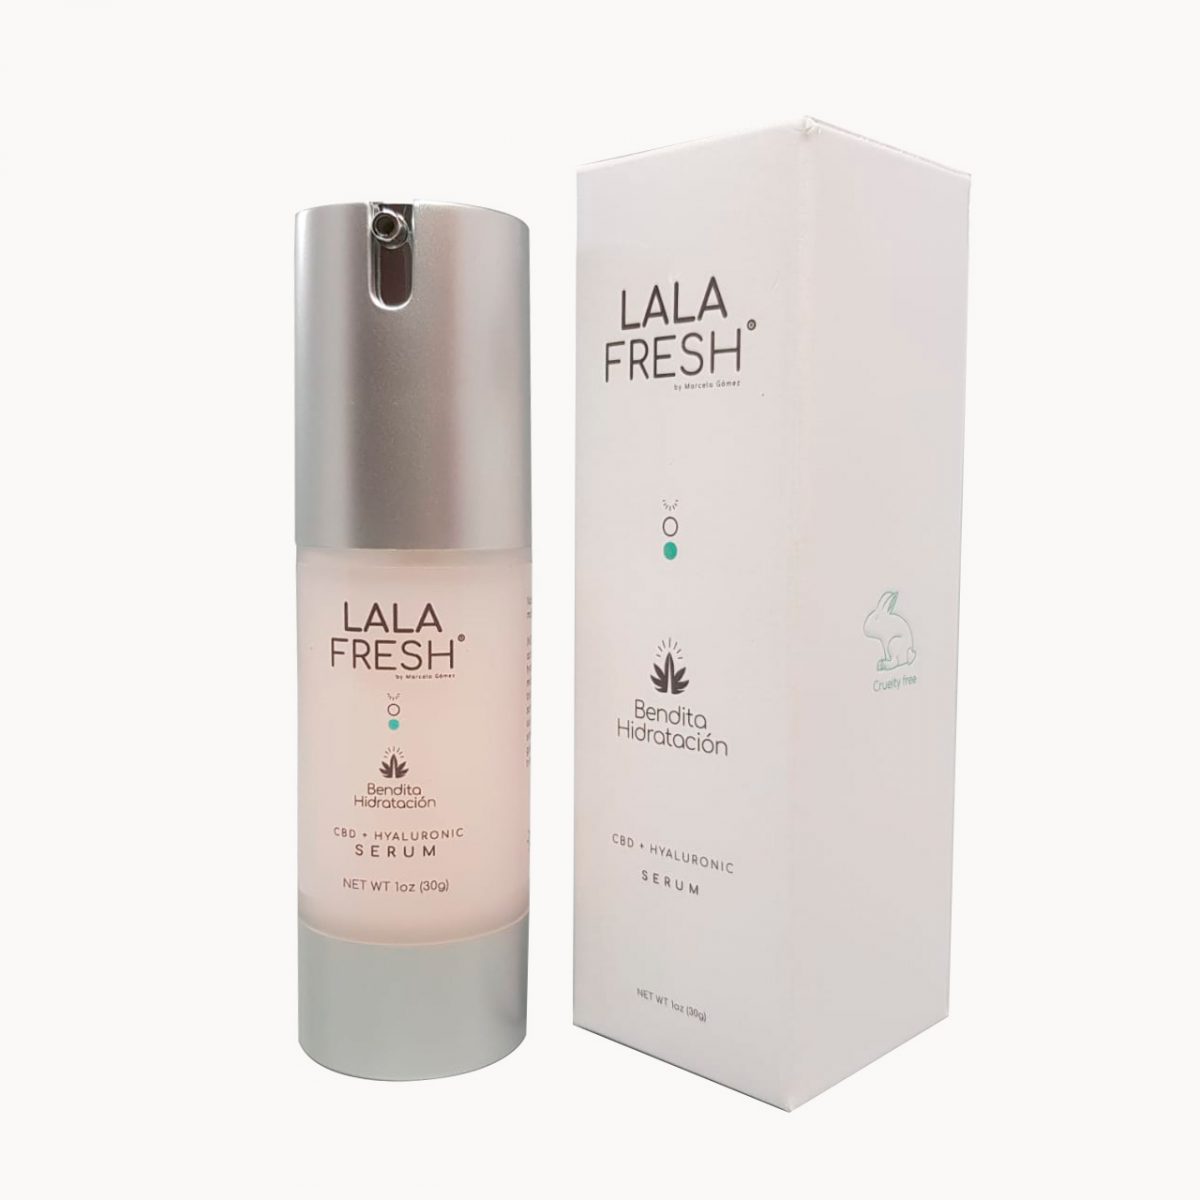 LALA
FRESH
by Marcela Gómez
Bendita
Hidratación
CBD + HYALURONIC
SERUM
NET WT 1oz (30g)
LALA
FRESH
by Marcela Gómez
Bendita
Hidratación
CBD + HYALURONIC
SERUM
NET WT 1oz (30g)
Cruelty free